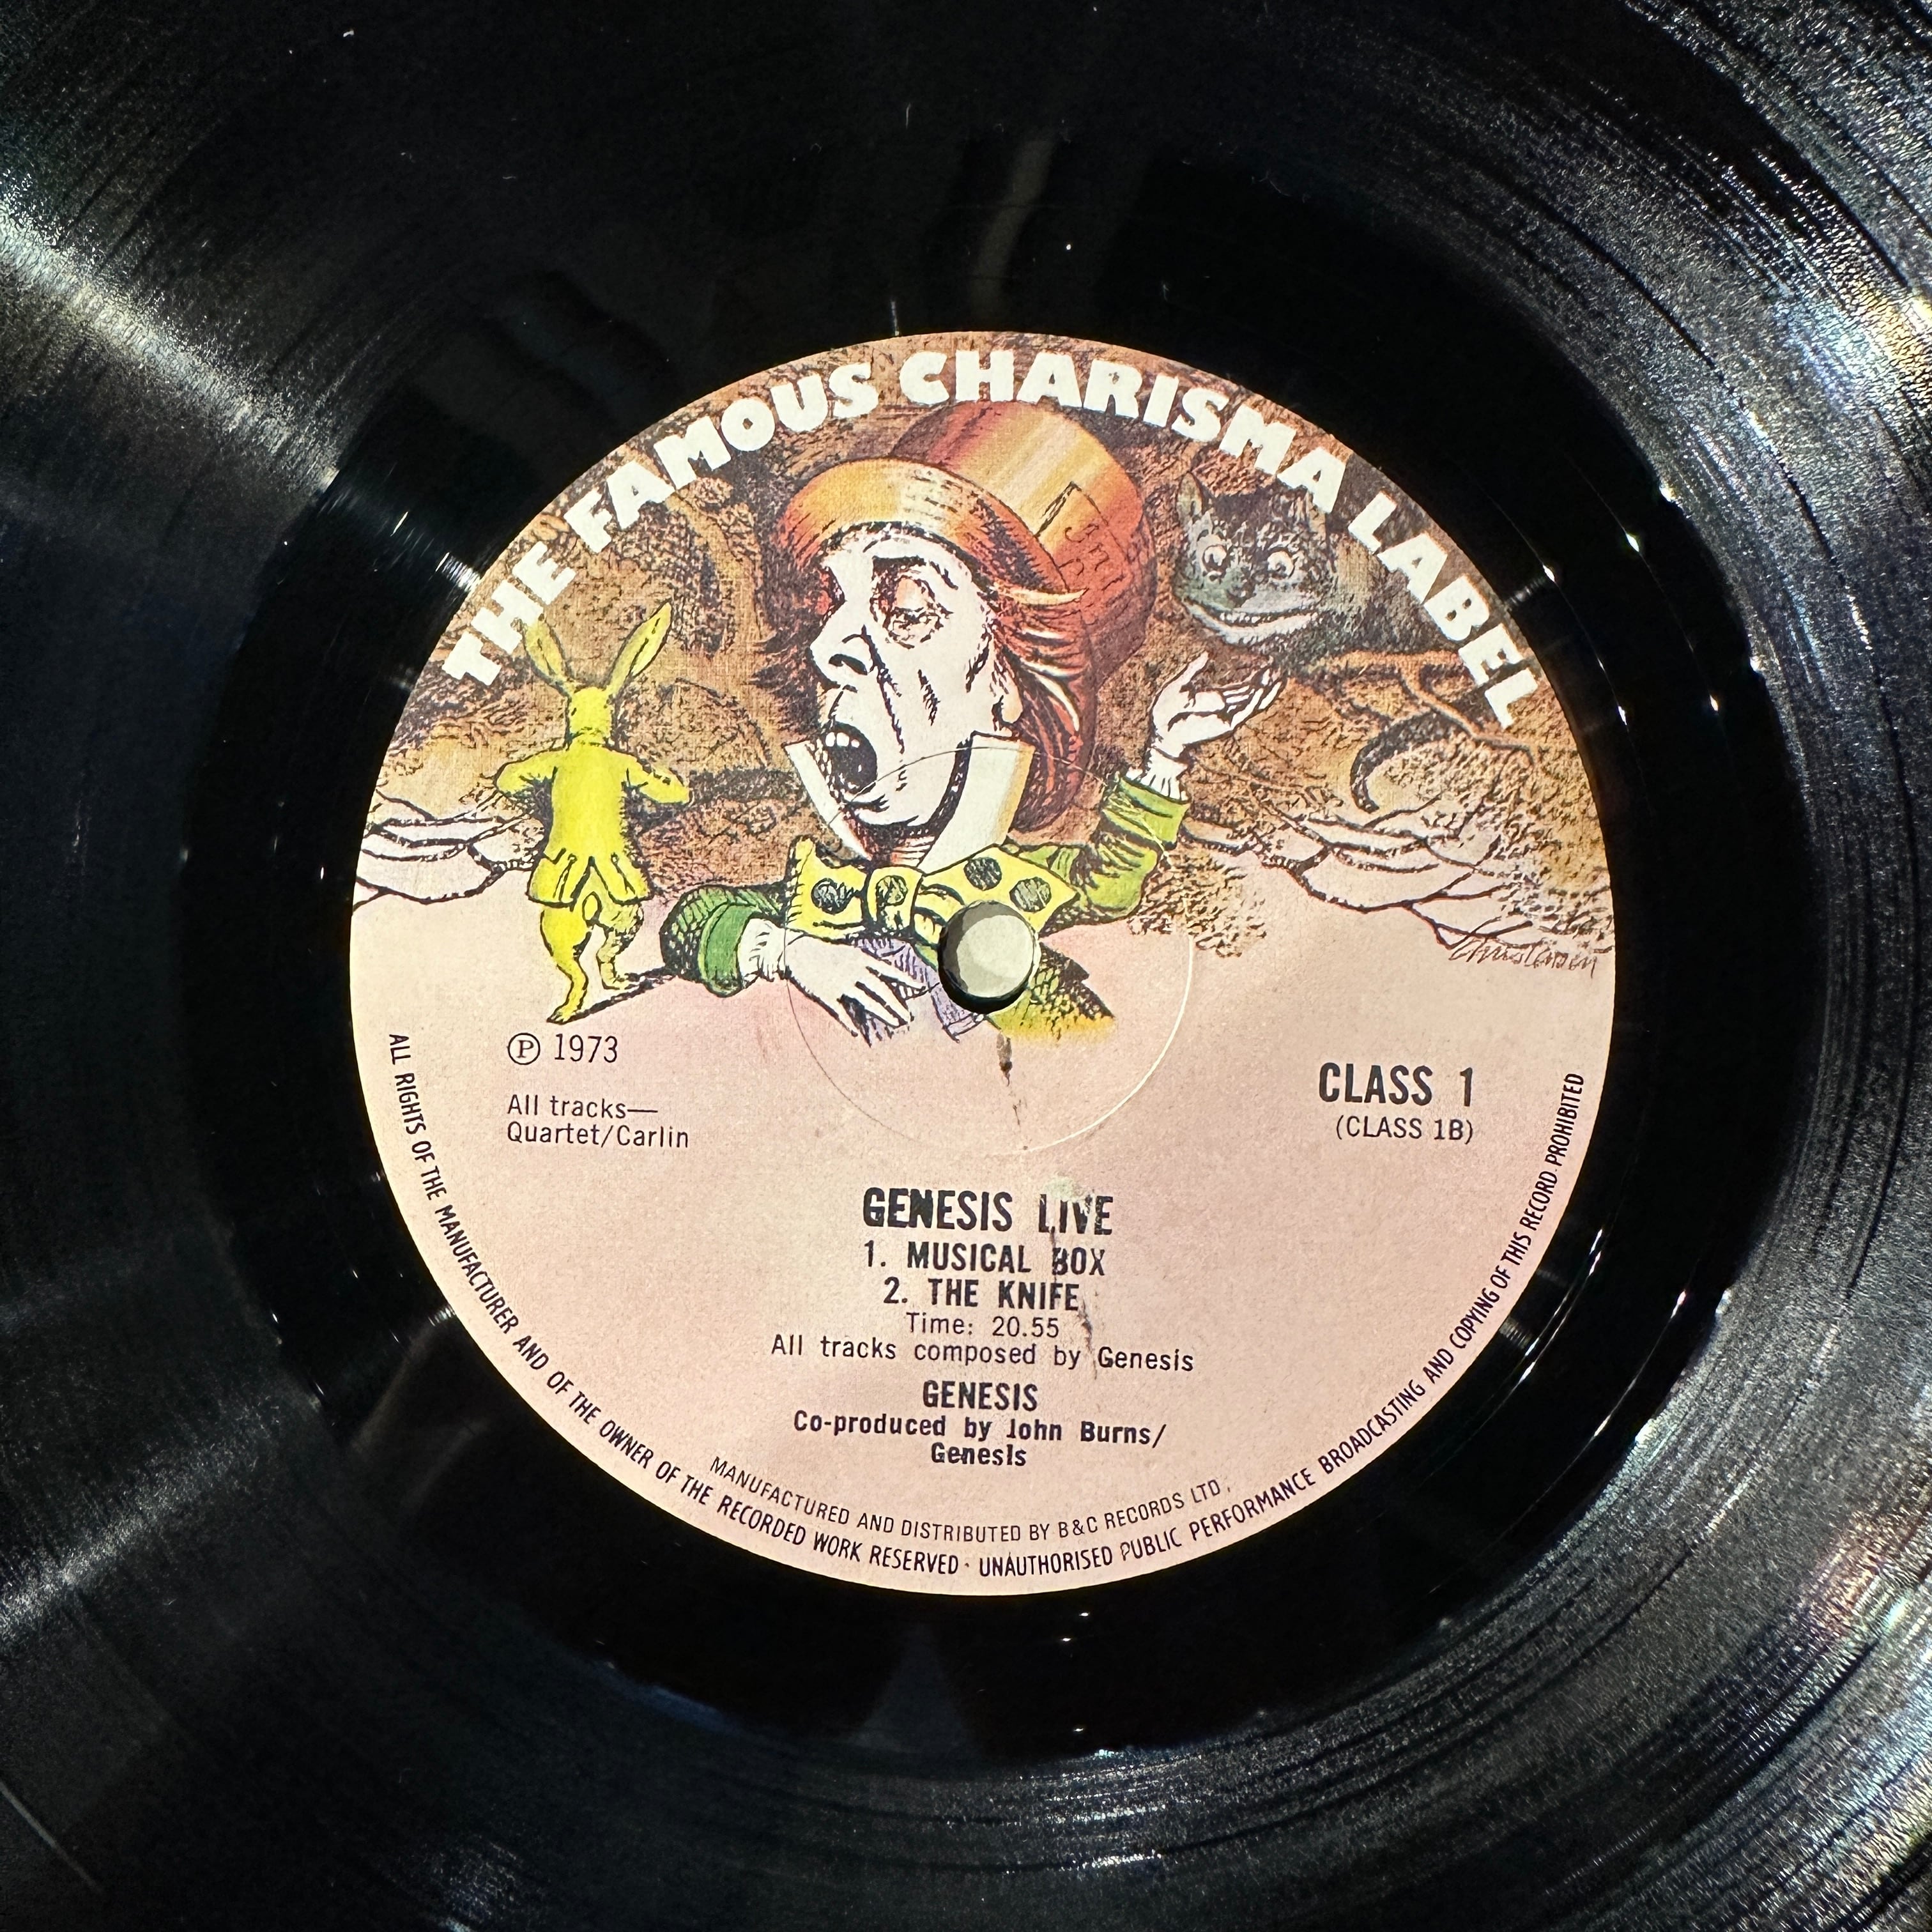 THE FAMOUS CHARISMA LABEL
Ⓟ 1973
All tracks—
Quartet/Carlin
CLASS 1
(CLASS 1B)
GENESIS LIVE
1. MUSICAL BOX
2. THE KNIFE
Time: 20.55
All tracks composed by Genesis
GENESIS
Co-produced by John Burns/
Genesis
MANUFACTURED AND DISTRIBUTED BY B&C RECORDS LTD,
ALL RIGHTS OF THE MANUFACTURER AND OF THE OWNER OF THE RECORDED WORK RESERVED · UNAUTHORISED PUBLIC PERFORMANCE BROADCASTING AND COPYING OF THIS RECORD PROHIBITED